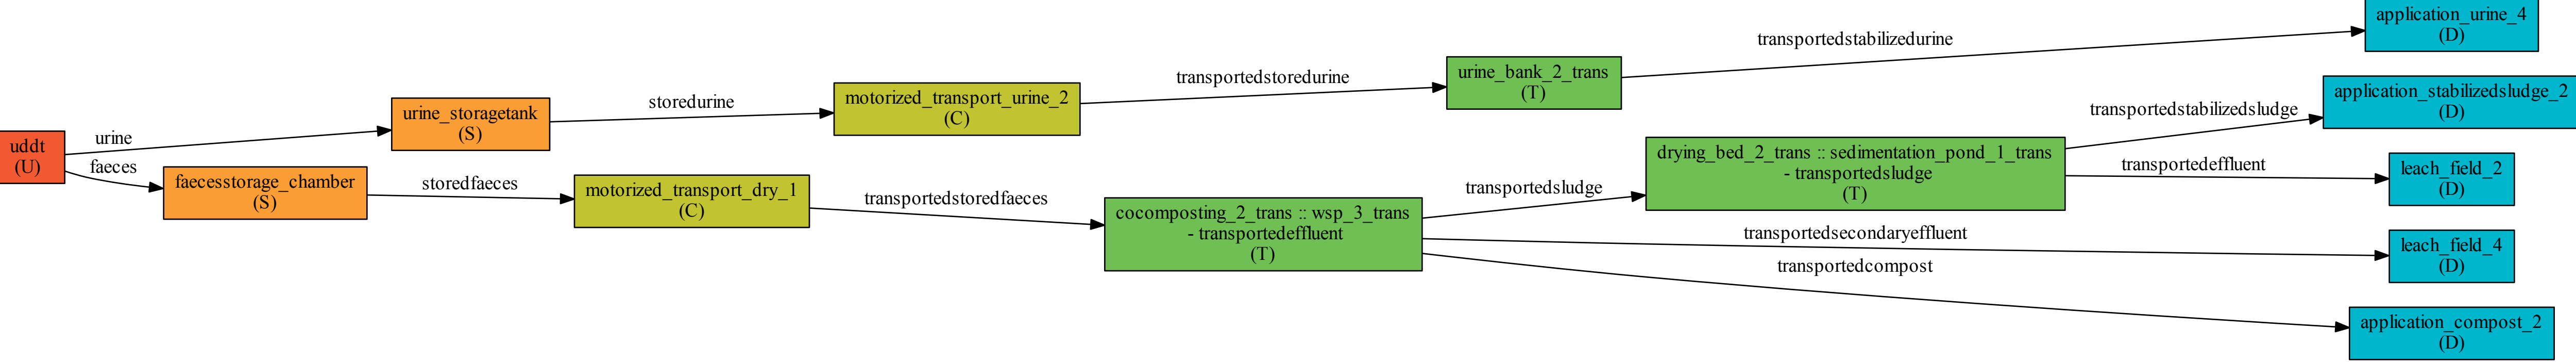 uddt
(U)
urine
faeces
urine_storagetank
(S)
faecesstorage_chamber
(S)
storedurine
storedfaeces
motorized_transport_urine_2
(C)
motorized_transport_dry_1
(C)
transportedstoredurine
transportedstoredfaeces
urine_bank_2_trans
(T)
cocomposting_2_trans :: wsp_3_trans
- transportedeffluent
(T)
transportedstabilizedurine
transportedsludge
transportedsecondaryeffluent
transportedcompost
drying_bed_2_trans :: sedimentation_pond_1_trans
- transportedsludge
(T)
transportedstabilizedsludge
transportedeffluent
application_urine_4
(D)
application_stabilizedsludge_2
(D)
leach_field_2
(D)
leach_field_4
(D)
application_compost_2
(D)